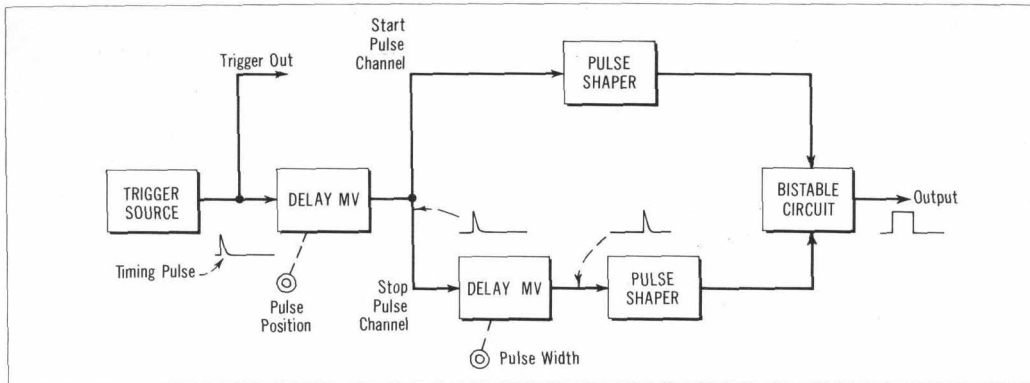 Start
Pulse
Channel
Trigger Out
PULSE
SHAPER
TRIGGER
SOURCE
DELAY MV
BISTABLE
CIRCUIT
Output
Timing Pulse
Pulse
Position
Stop
Pulse
Channel
DELAY MV
PULSE
SHAPER
Pulse Width